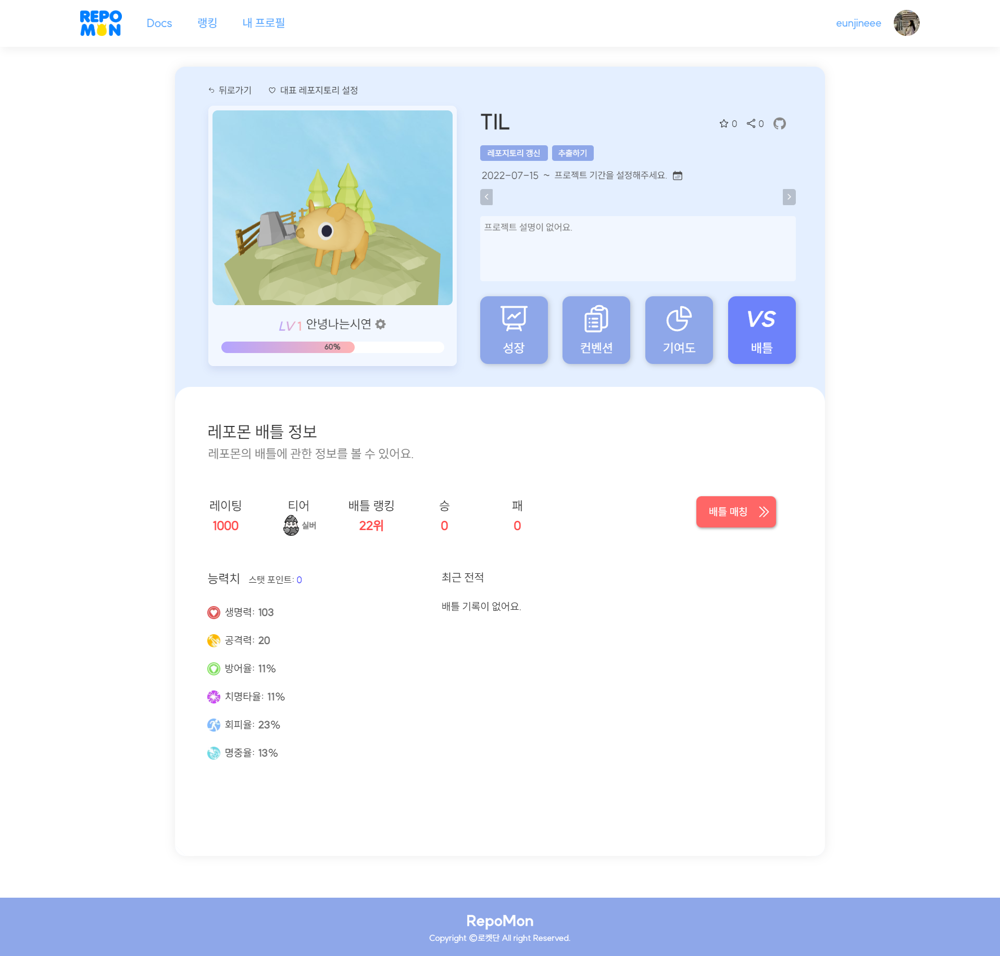 REPO
MON
Docs
랭킹
내 프로필
eunjineee
뒤로가기
대표 레포지토리 설정
TIL
0
0
레포지토리 갱신
추출하기
2022-07-15 ~ 프로젝트 기간을 설정해주세요.
프로젝트 설명이 없어요.
LV 1 안녕나는시연
60%
성장
컨벤션
기여도
VS
배틀
레포몬 배틀 정보
레포몬의 배틀에 관한 정보를 볼 수 있어요.
레이팅
1000
티어
실버
배틀 랭킹
22위
승
0
패
0
배틀 매칭
능력치
스탯 포인트: 0
생명력: 103
공격력: 20
방어율: 11%
치명타율: 11%
회피율: 23%
명중율: 13%
최근 전적
배틀 기록이 없어요.
RepoMon
Copyright ©로켓단 All right Reserved.